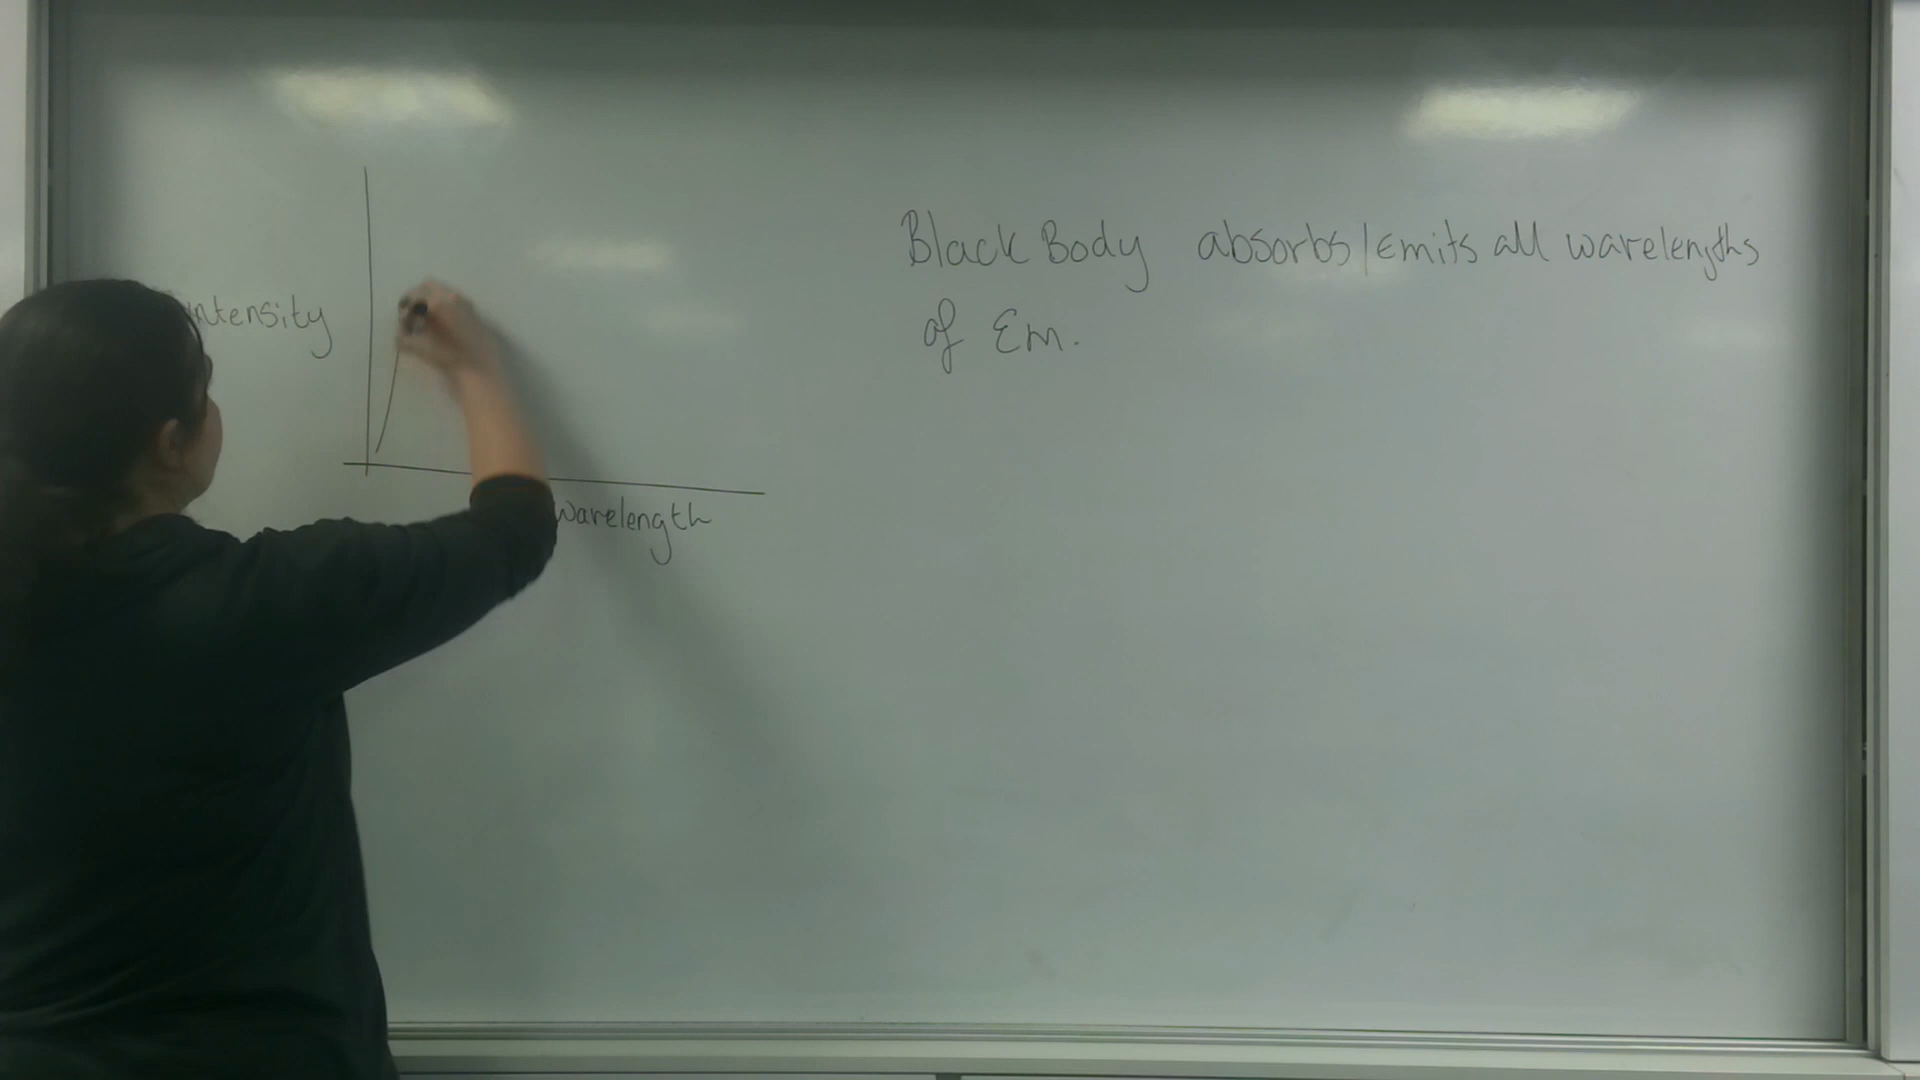 intensity
wavelength
Black Body absorbs/emits all wavelengths
of Em.